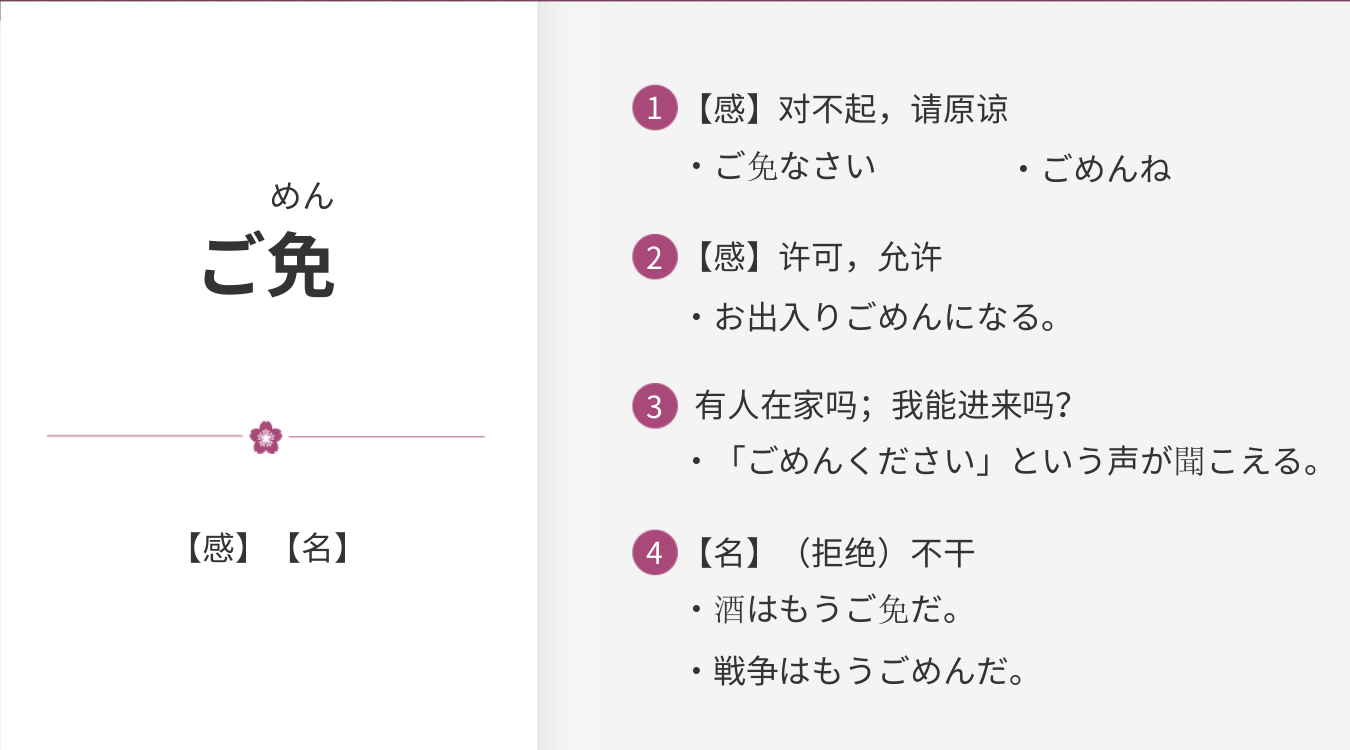 めん
ご免
【感】【名】
1 【感】对不起，请原谅
・ご免なさい ・ごめんね
2 【感】许可，允许
・お出入りごめんになる。
3 有人在家吗；我能进来吗？
・「ごめんください」という声が聞こえる。
4 【名】（拒绝）不干
・酒はもうご免だ。
・戦争はもうごめんだ。